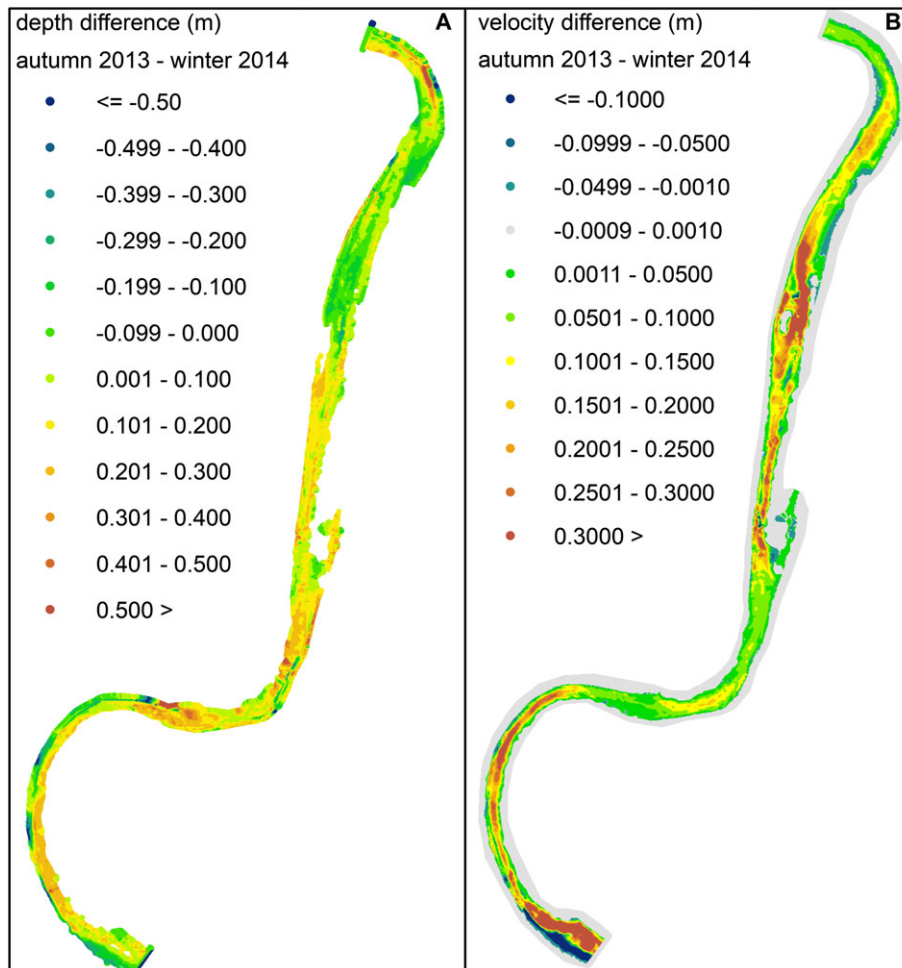 depth difference (m)
A
autumn 2013 - winter 2014
<= -0.50
-0.499 - -0.400
-0.399 - -0.300
-0.299 - -0.200
-0.199 - -0.100
-0.099 - 0.000
0.001 - 0.100
0.101 - 0.200
0.201 - 0.300
0.301 - 0.400
0.401 - 0.500
0.500 >
velocity difference (m)
B
autumn 2013 - winter 2014
<= -0.1000
-0.0999 - -0.0500
-0.0499 - -0.0010
-0.0009 - 0.0010
0.0011 - 0.0500
0.0501 - 0.1000
0.1001 - 0.1500
0.1501 - 0.2000
0.2001 - 0.2500
0.2501 - 0.3000
0.3000 >